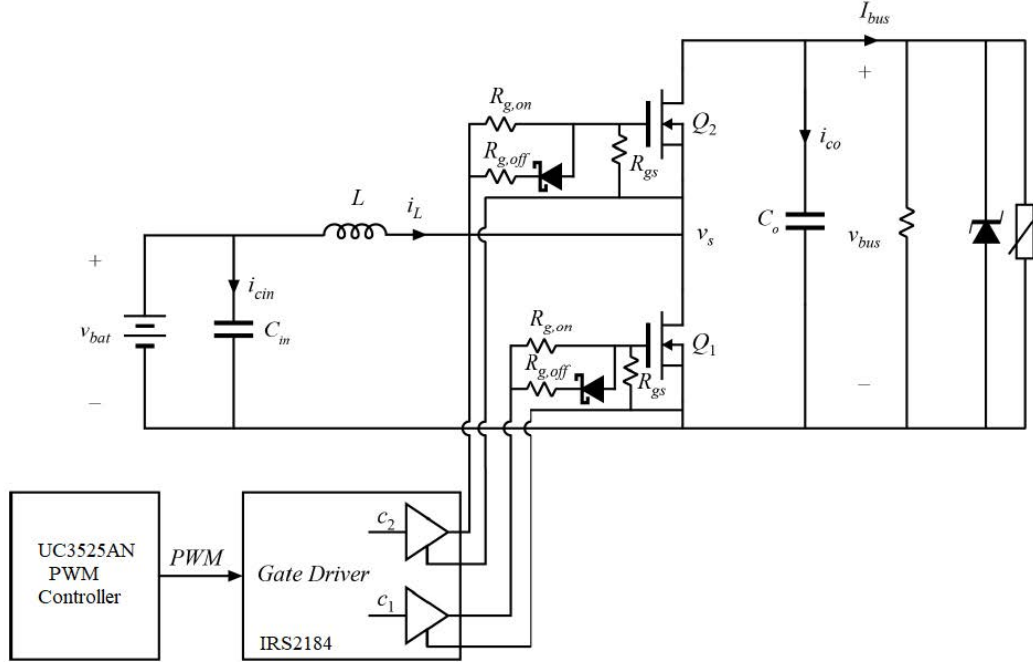 I_bus
+
R_g,on
Q_2
R_g,off
R_gs
i_co
L
i_L
v_s
C_o
v_bus
+
i_cin
v_bat
C_in
R_g,on
Q_1
R_g,off
R_gs
–
–
c_2
UC3525AN
PWM
Controller
PWM
Gate Driver
c_1
IRS2184